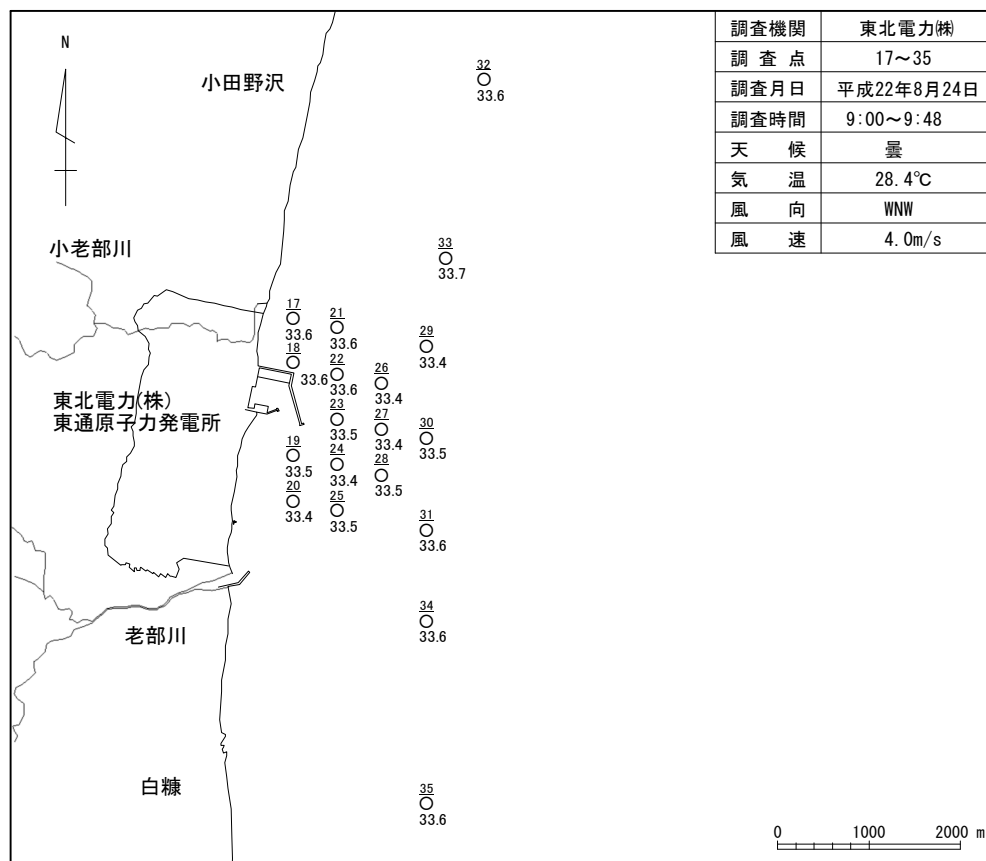 調査機関 東北電力㈱
調査点 17～35
調査月日 平成22年8月24日
調査時間 9:00～9:48
天候 曇
気温 28.4℃
風向 WNW
風速 4.0m/s
N
小田野沢
32
33.6
小老部川
33
33.7
17
33.6
21
33.6
18
33.6
29
33.4
22
33.6
26
33.4
東北電力(株)
東通原子力発電所
23
33.5
27
33.4
30
33.5
19
33.5
24
33.4
28
33.5
20
33.4
25
33.5
31
33.6
34
33.6
老部川
白糠
35
33.6
0 1000 2000 m